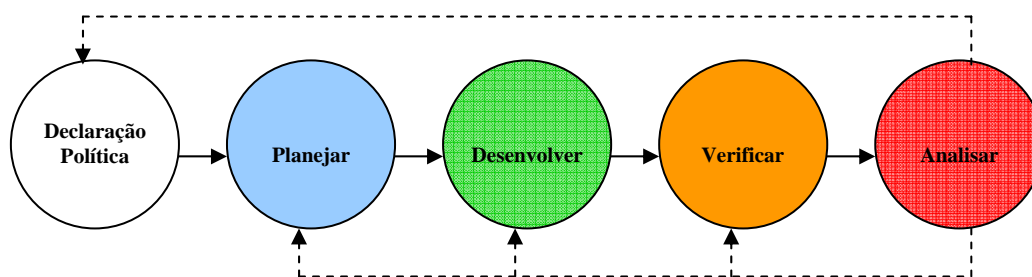 Declaração
Política
Planejar
Desenvolver
Verificar
Analisar